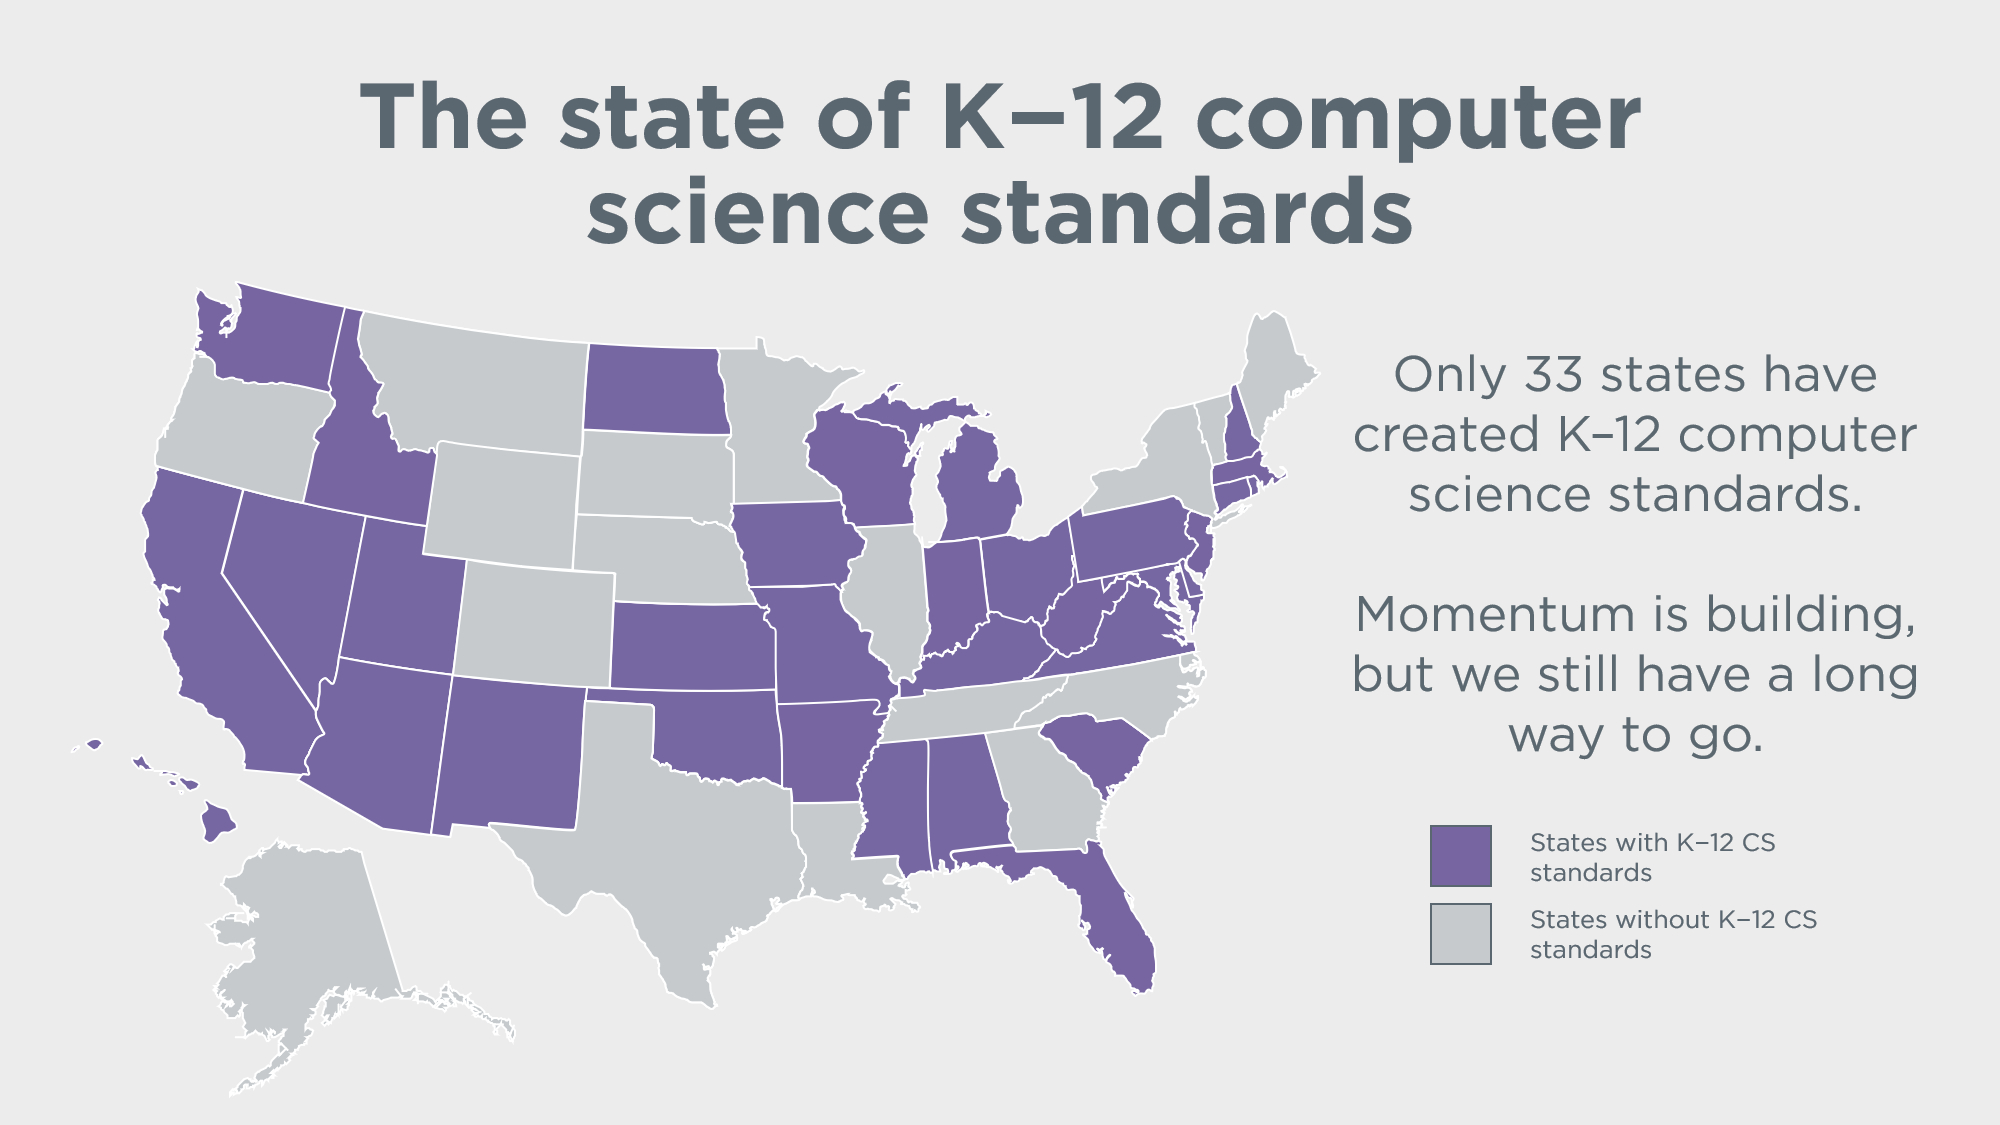 The state of K–12 computer
science standards
Only 33 states have
created K–12 computer
science standards.
Momentum is building,
but we still have a long
way to go.
States with K–12 CS
standards
States without K–12 CS
standards